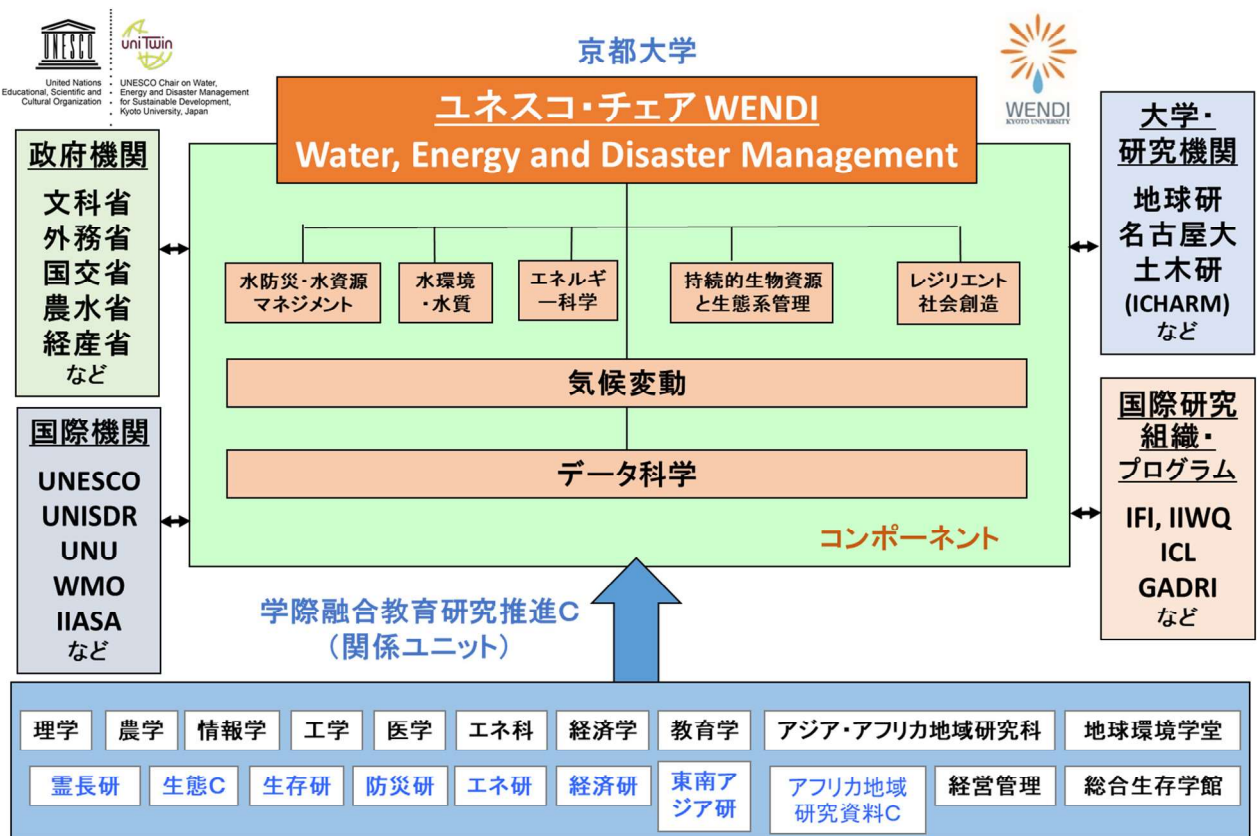 UNESCO
United Nations
Educational, Scientific and
Cultural Organization
uniTwin
UNESCO Chair on Water,
Energy and Disaster Management
for Sustainable Development,
Kyoto University, Japan
京都大学
WENDI
KYOTO UNIVERSITY
ユネスコ・チェア WENDI
Water, Energy and Disaster Management
政府機関
文科省
外務省
国交省
農水省
経産省
など
国際機関
UNESCO
UNISDR
UNU
WMO
IIASA
など
水防災・水資源
マネジメント
水環境
・水質
エネルギ
ー科学
持続的生物資源
と生態系管理
レジリエント
社会創造
気候変動
データ科学
コンポーネント
大学・
研究機関
地球研
名古屋大
土木研
(ICHARM)
など
国際研究
組織・
プログラム
IFI, IIWQ
ICL
GADRI
など
学際融合教育研究推進C
（関係ユニット）
理学
農学
情報学
工学
医学
エネ科
経済学
教育学
アジア・アフリカ地域研究科
地球環境学堂
霊長研
生態C
生存研
防災研
エネ研
経済研
東南ア
ジア研
アフリカ地域
研究資料C
経営管理
総合生存学館